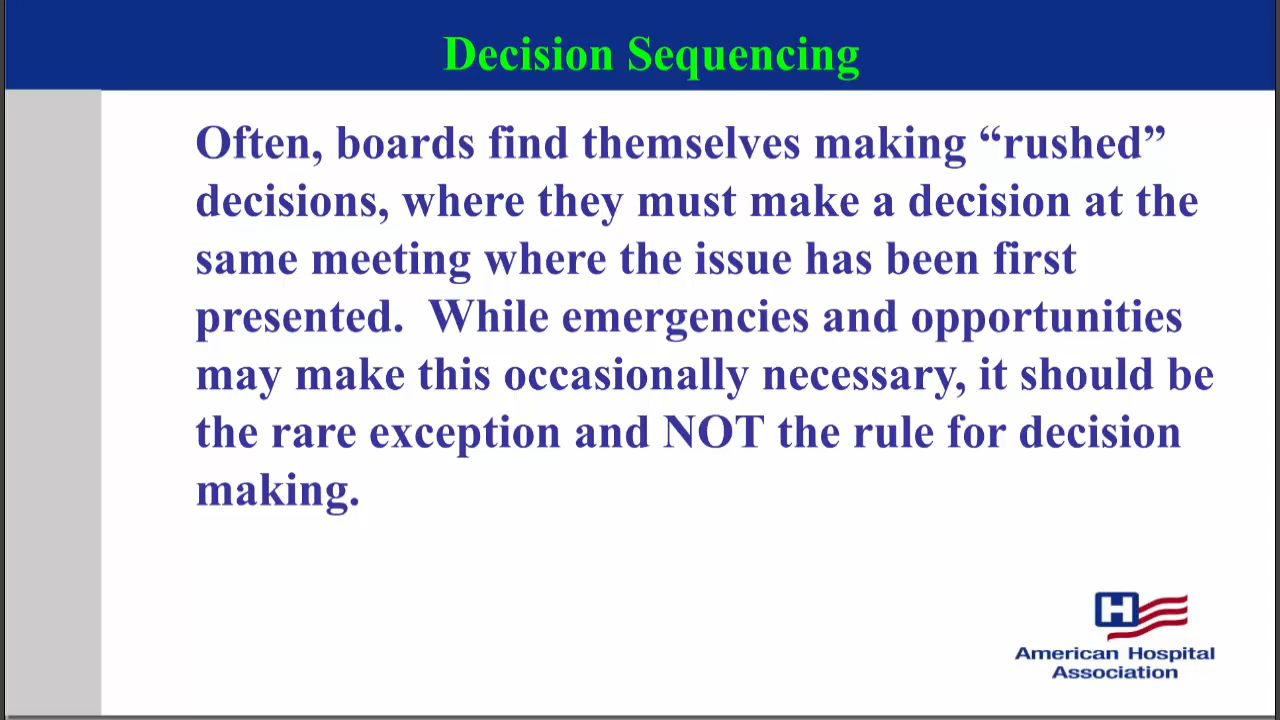 Decision Sequencing
Often, boards find themselves making “rushed”
decisions, where they must make a decision at the
same meeting where the issue has been first
presented.  While emergencies and opportunities
may make this occasionally necessary, it should be
the rare exception and NOT the rule for decision
making.
H
American Hospital
Association